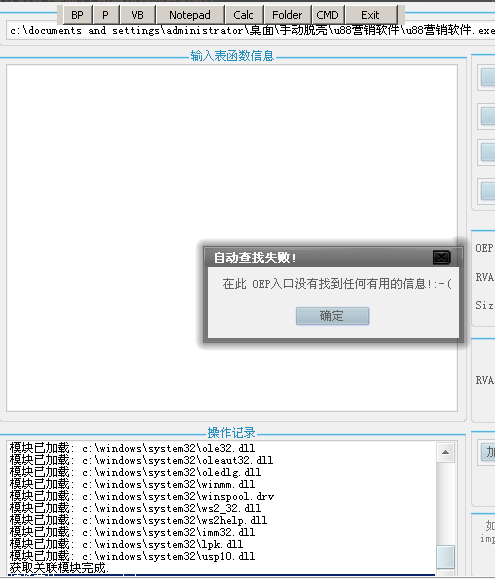 BP P VB Notepad Calc Folder CMD Exit
c:\documents and settings\administrator\桌面\手动脱壳\u88营销软件\u88营销软件.exe
输入表函数信息
OEP
RVA
Siz
自动查找失败!
在此 OEP入口没有找到任何有用的信息!:-(
确定
RVA
操作记录
模块已加载: c:\windows\system32\ole32.dll
模块已加载: c:\windows\system32\oleaut32.dll
模块已加载: c:\windows\system32\oledlg.dll
模块已加载: c:\windows\system32\winmm.dll
模块已加载: c:\windows\system32\winspool.drv
模块已加载: c:\windows\system32\ws2_32.dll
模块已加载: c:\windows\system32\ws2help.dll
模块已加载: c:\windows\system32\imm32.dll
模块已加载: c:\windows\system32\lpk.dll
模块已加载: c:\windows\system32\usp10.dll
获取关联模块完成.
加
如
imp